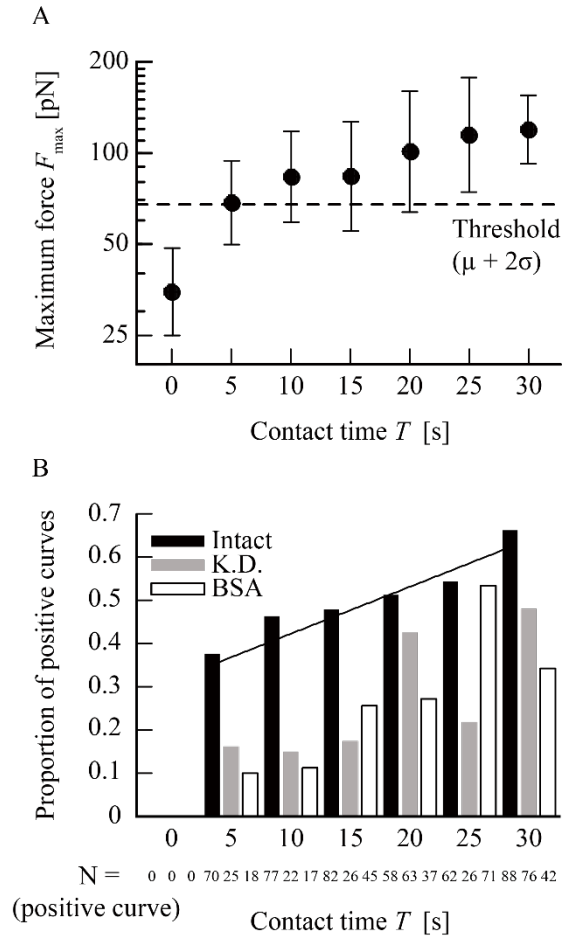 A
Maximum force Fmax [pN]
200
100
50
25
Threshold
(μ + 2σ)
0 5 10 15 20 25 30
Contact time T [s]
B
Proportion of positive curves
0.7
0.6
0.5
0.4
0.3
0.2
0.1
0
Intact
K.D.
BSA
0 5 10 15 20 25 30
N = 0 0 0 70 25 18 77 22 17 82 26 45 58 63 37 62 26 71 88 76 42
(positive curve)
Contact time T [s]